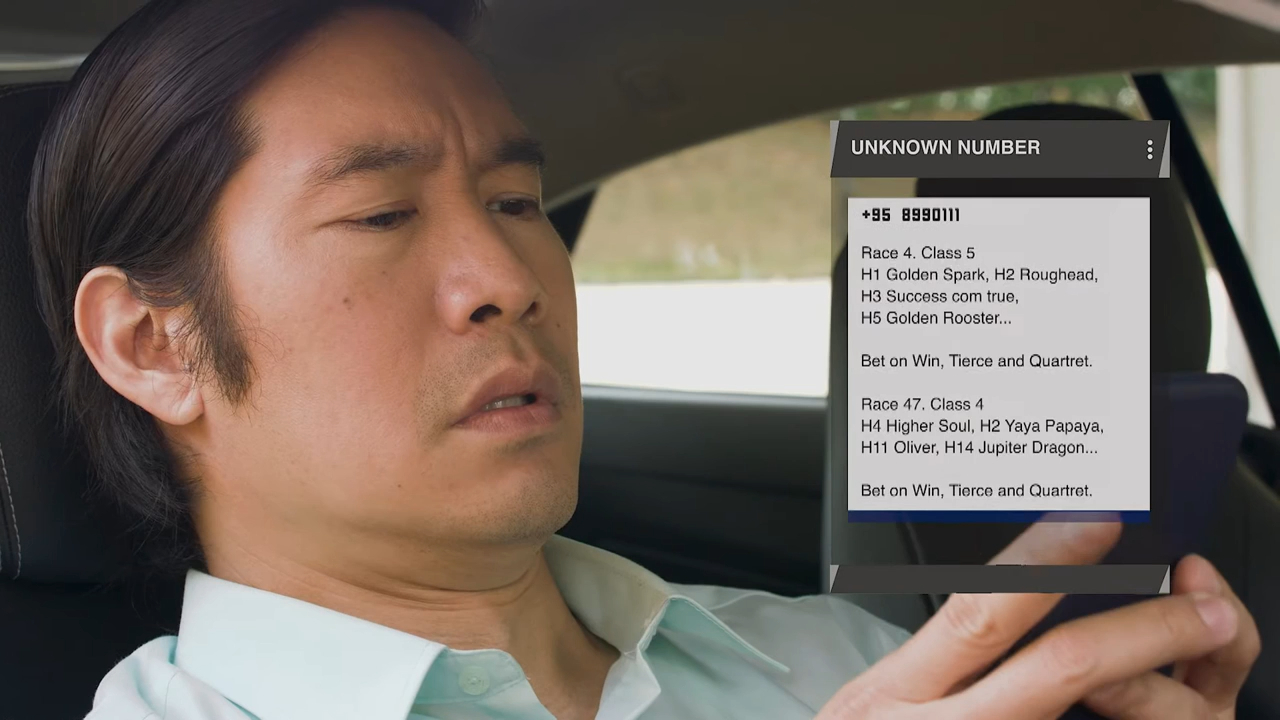 UNKNOWN NUMBER
+95 8990111
Race 4. Class 5
H1 Golden Spark, H2 Roughead,
H3 Success com true,
H5 Golden Rooster...
Bet on Win, Tierce and Quartret.
Race 47. Class 4
H4 Higher Soul, H2 Yaya Papaya,
H11 Oliver, H14 Jupiter Dragon...
Bet on Win, Tierce and Quartret.